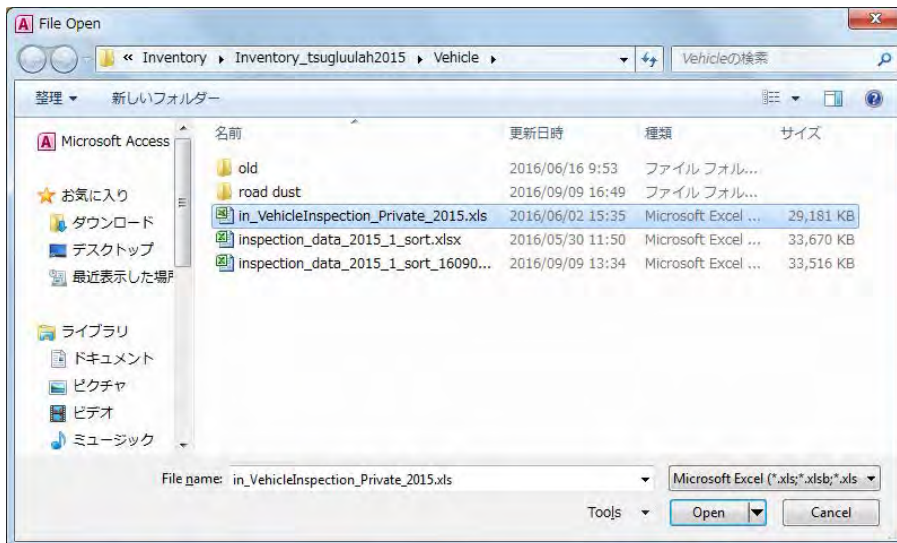 File Open
« Inventory ▸ Inventory_tsugluulah2015 ▸ Vehicle ▸ Vehicleの検索
整理 ▾ 新しいフォルダー
Microsoft Access
お気に入り
ダウンロード
デスクトップ
最近表示した場所
ライブラリ
ドキュメント
ピクチャ
ビデオ
ミュージック
名前 更新日時 種類 サイズ
old 2016/06/16 9:53 ファイル フォル...
road dust 2016/09/09 16:49 ファイル フォル...
in_VehicleInspection_Private_2015.xls 2016/06/02 15:35 Microsoft Excel ... 29,181 KB
inspection_data_2015_1_sort.xlsx 2016/05/30 11:50 Microsoft Excel ... 33,670 KB
inspection_data_2015_1_sort_16090... 2016/09/09 13:34 Microsoft Excel ... 33,516 KB
File name: in_VehicleInspection_Private_2015.xls Microsoft Excel (*.xls;*.xlsb;*.xls
Tools Open Cancel